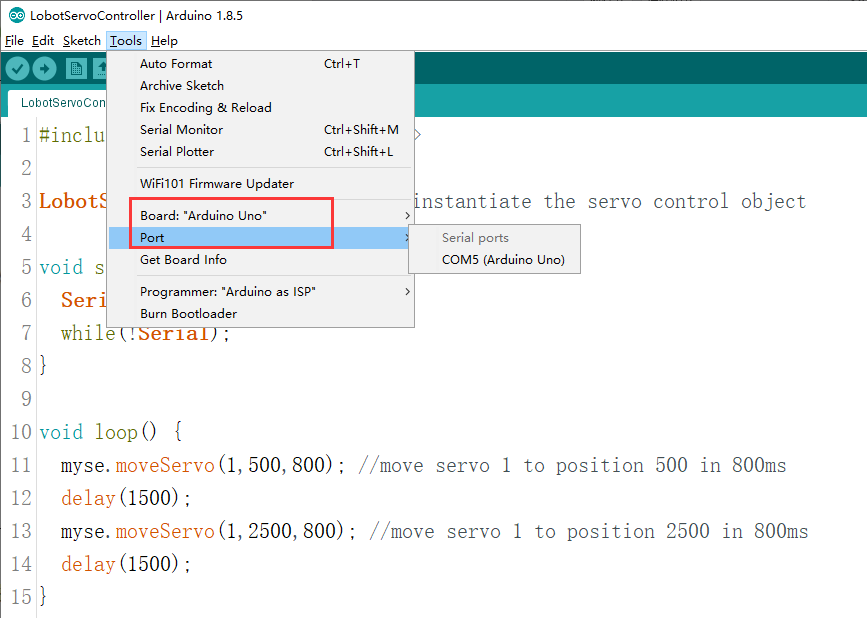 LobotServoController | Arduino 1.8.5
File Edit Sketch Tools Help
Auto Format Ctrl+T
Archive Sketch
Fix Encoding & Reload
Serial Monitor Ctrl+Shift+M
Serial Plotter Ctrl+Shift+L
WiFi101 Firmware Updater
Board: "Arduino Uno"
Port
Get Board Info
Programmer: "Arduino as ISP"
Burn Bootloader
Serial ports
COM5 (Arduino Uno)
LobotServoCon
1 #inclu >
2
3 LobotS instantiate the servo control object
4
5 void s
6 Seri
7 while(!Serial);
8 }
9
10 void loop() {
11 myse.moveServo(1,500,800); //move servo 1 to position 500 in 800ms
12 delay(1500);
13 myse.moveServo(1,2500,800); //move servo 1 to position 2500 in 800ms
14 delay(1500);
15 }